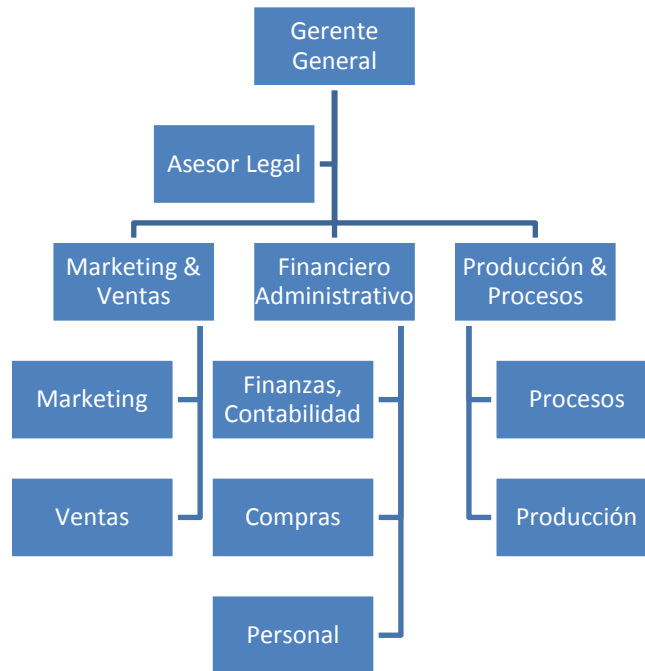 Gerente
General
Asesor Legal
Marketing &
Ventas
Financiero
Administrativo
Producción &
Procesos
Marketing
Finanzas,
Contabilidad
Procesos
Ventas
Compras
Producción
Personal